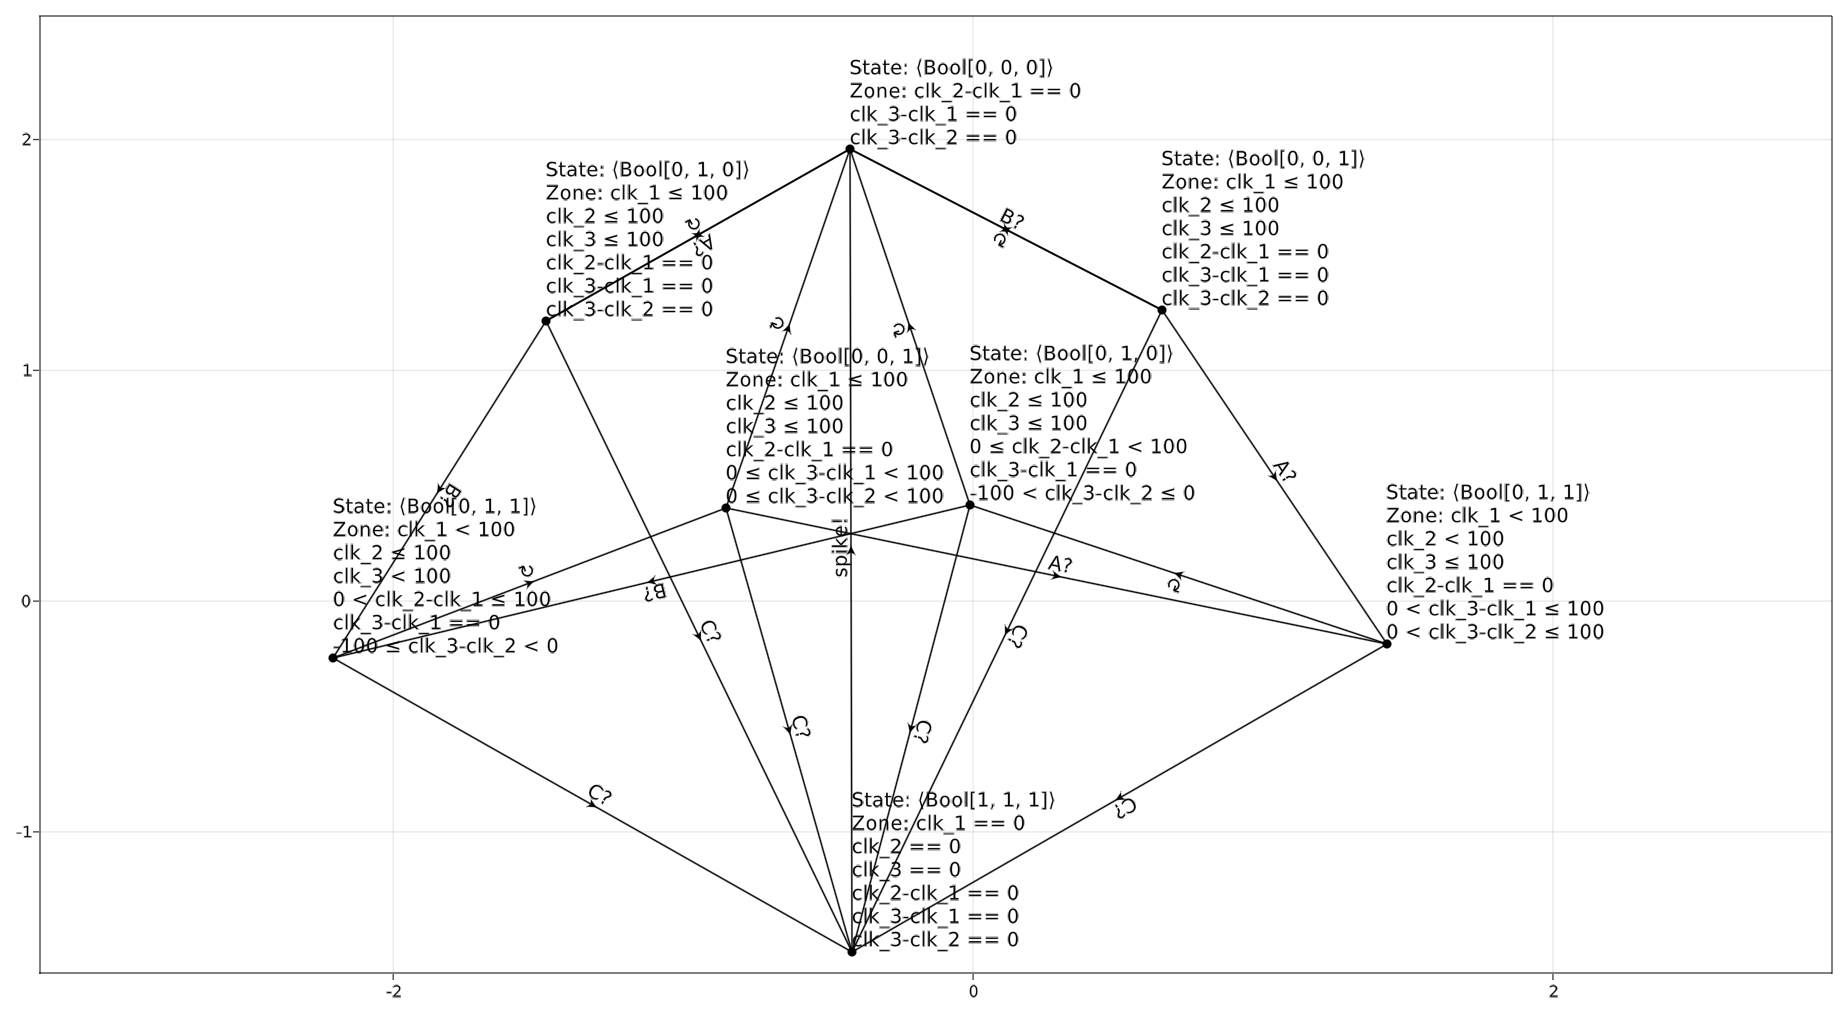 State: ⟨Bool[0, 0, 0]⟩
Zone: clk_2-clk_1 == 0
clk_3-clk_1 == 0
clk_3-clk_2 == 0
State: ⟨Bool[0, 1, 0]⟩
Zone: clk_1 ≤ 100
clk_2 ≤ 100
clk_3 ≤ 100
clk_2-clk_1 == 0
clk_3-clk_1 == 0
clk_3-clk_2 == 0
State: ⟨Bool[0, 0, 1]⟩
Zone: clk_1 ≤ 100
clk_2 ≤ 100
clk_3 ≤ 100
clk_2-clk_1 == 0
clk_3-clk_1 == 0
clk_3-clk_2 == 0
↻
A?
B?
↻
↻
↻
State: ⟨Bool[0, 0, 1]⟩
Zone: clk_1 ≤ 100
clk_2 ≤ 100
clk_3 ≤ 100
clk_2-clk_1 == 0
0 ≤ clk_3-clk_1 < 100
0 ≤ clk_3-clk_2 < 100
State: ⟨Bool[0, 1, 0]⟩
Zone: clk_1 ≤ 100
clk_2 ≤ 100
clk_3 ≤ 100
0 ≤ clk_2-clk_1 < 100
clk_3-clk_1 == 0
-100 < clk_3-clk_2 ≤ 0
B?
A?
State: ⟨Bool[0, 1, 1]⟩
Zone: clk_1 < 100
clk_2 ≤ 100
clk_3 < 100
0 < clk_2-clk_1 ≤ 100
clk_3-clk_1 == 0
-100 ≤ clk_3-clk_2 < 0
State: ⟨Bool[0, 1, 1]⟩
Zone: clk_1 < 100
clk_2 < 100
clk_3 ≤ 100
clk_2-clk_1 == 0
0 < clk_3-clk_1 ≤ 100
0 < clk_3-clk_2 ≤ 100
spike!
↻
B?
A?
↻
C?
C?
C?
C?
C?
C?
State: ⟨Bool[1, 1, 1]⟩
Zone: clk_1 == 0
clk_2 == 0
clk_3 == 0
clk_2-clk_1 == 0
clk_3-clk_1 == 0
clk_3-clk_2 == 0
2
1
0
-1
-2
0
2